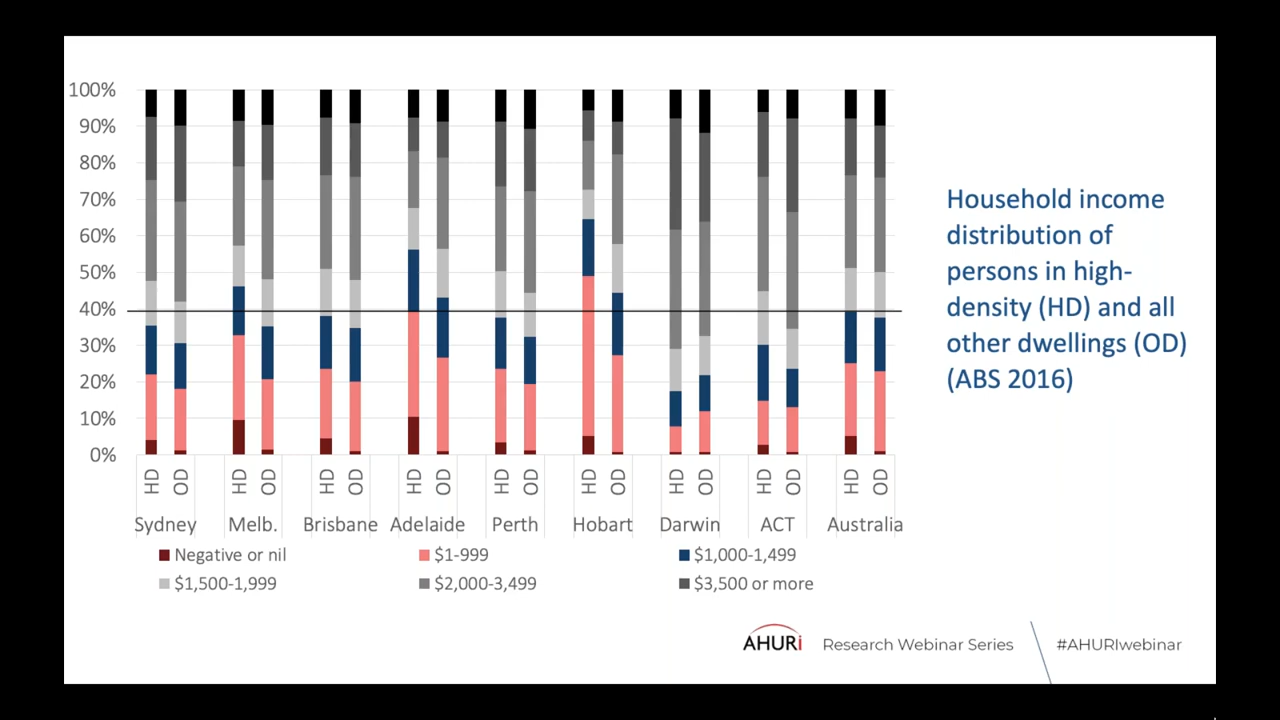 100%
90%
80%
70%
60%
50%
40%
30%
20%
10%
0%
HD OD HD OD HD OD HD OD HD OD HD OD HD OD HD OD HD OD
Sydney Melb. Brisbane Adelaide Perth Hobart Darwin ACT Australia
Negative or nil $1-999 $1,000-1,499
$1,500-1,999 $2,000-3,499 $3,500 or more
Household income
distribution of
persons in high-
density (HD) and all
other dwellings (OD)
(ABS 2016)
AHURi Research Webinar Series #AHURIwebinar